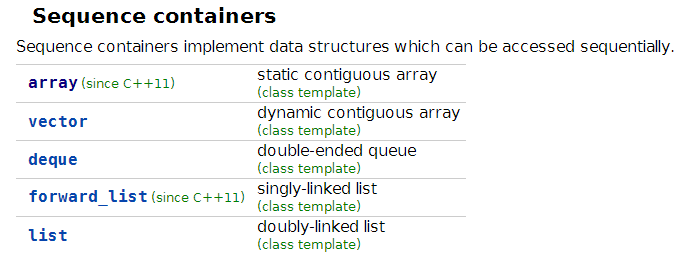 Sequence containers
Sequence containers implement data structures which can be accessed sequentially.
array (since C++11) static contiguous array
(class template)
vector dynamic contiguous array
(class template)
deque double-ended queue
(class template)
forward_list (since C++11) singly-linked list
(class template)
list doubly-linked list
(class template)